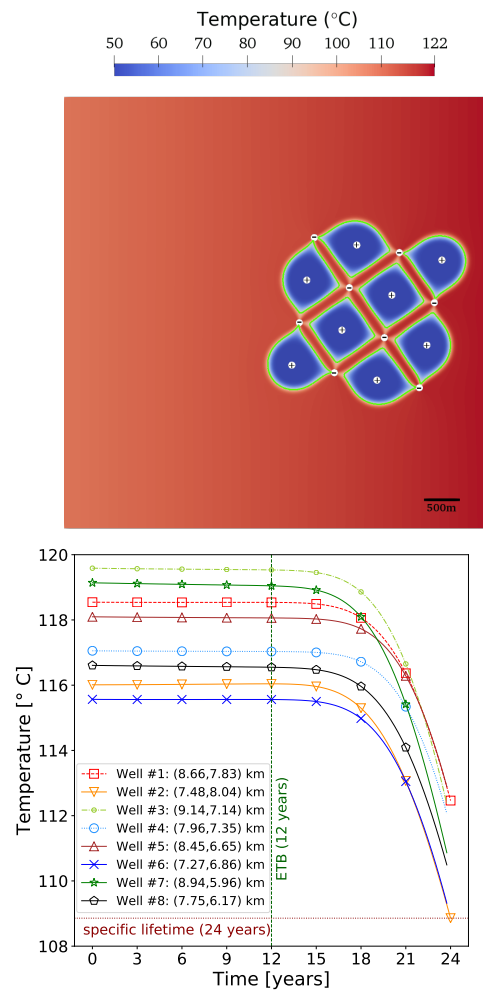 Temperature (°C)
50 60 70 80 90 100 110 122
500m
120
118
116
114
112
110
108
Temperature [° C]
Well #1: (8.66,7.83) km
Well #2: (7.48,8.04) km
Well #3: (9.14,7.14) km
Well #4: (7.96,7.35) km
Well #5: (8.45,6.65) km
Well #6: (7.27,6.86) km
Well #7: (8.94,5.96) km
Well #8: (7.75,6.17) km
ETB (12 years)
specific lifetime (24 years)
0 3 6 9 12 15 18 21 24
Time [years]